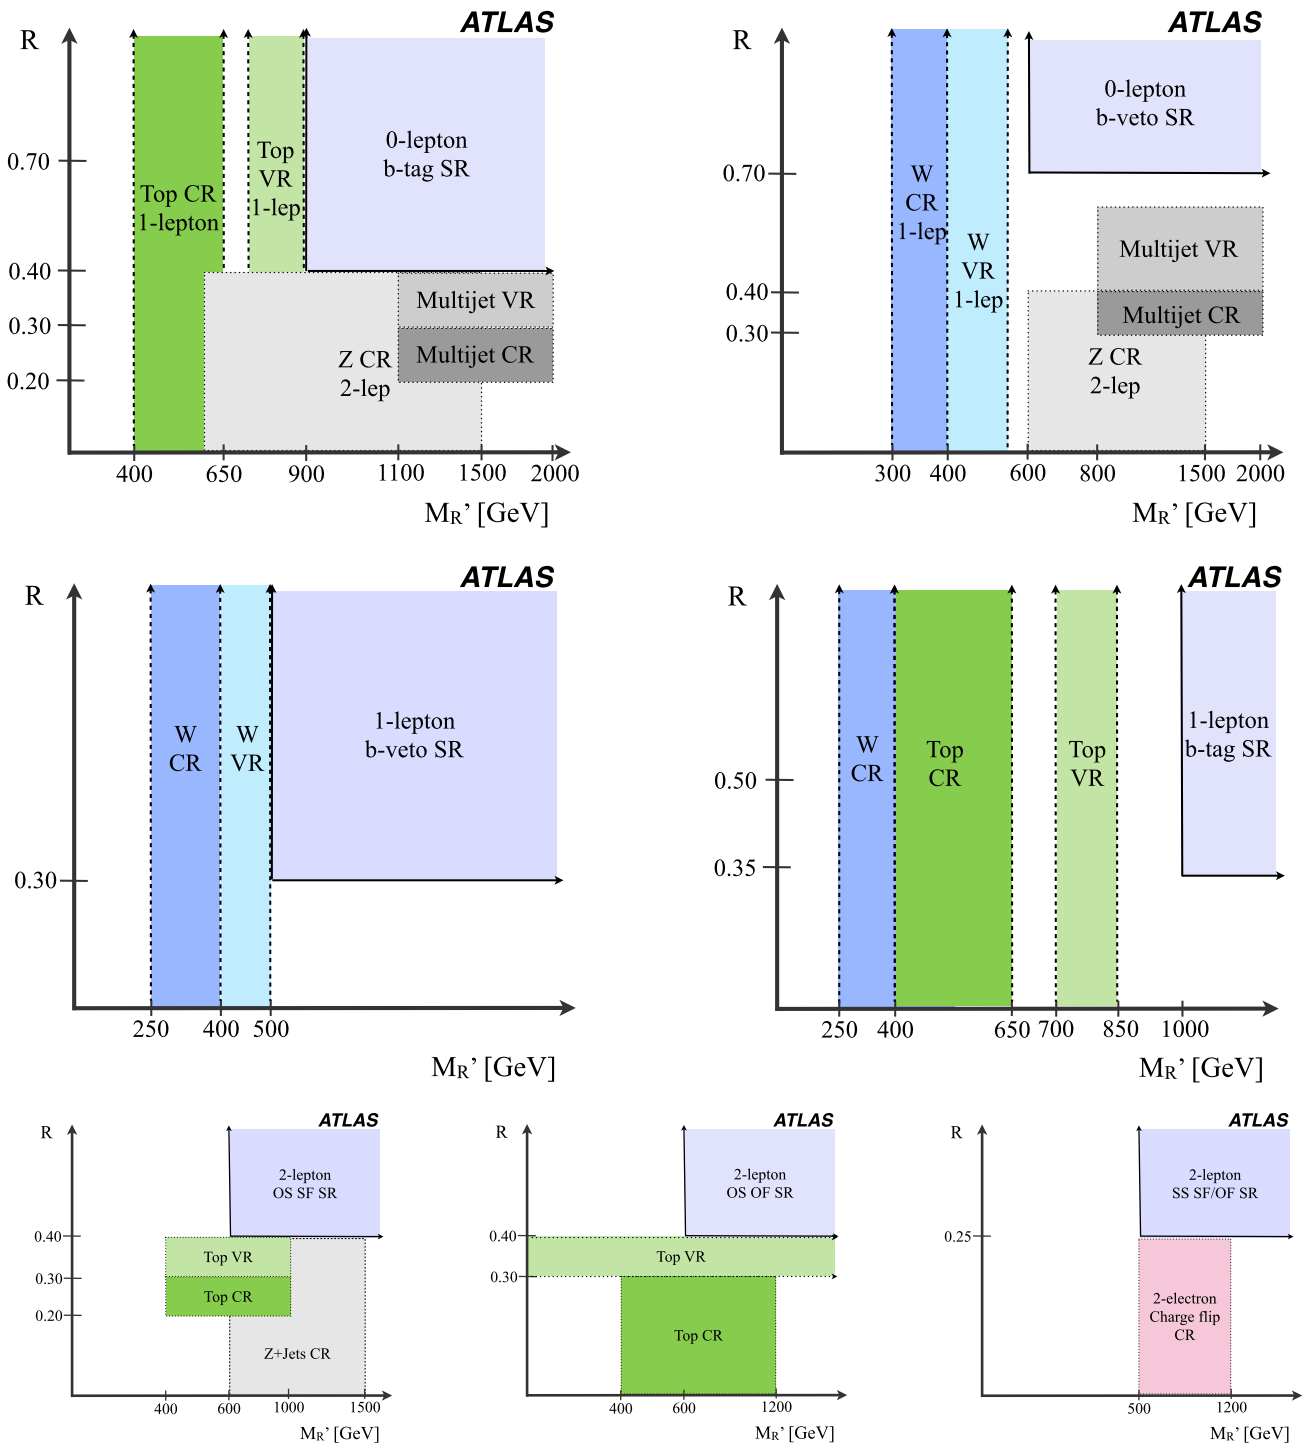 ATLAS
R
0.70
0.40
0.30
0.20
Top CR
1-lepton
Top
VR
1-lep
0-lepton
b-tag SR
Multijet VR
Multijet CR
Z CR
2-lep
400 650 900 1100 1500 2000
MR' [GeV]
ATLAS
R
0.70
0.40
0.30
W
CR
1-lep
W
VR
1-lep
0-lepton
b-veto SR
Multijet VR
Multijet CR
Z CR
2-lep
300 400 600 800 1500 2000
MR' [GeV]
ATLAS
R
0.30
W
CR
W
VR
1-lepton
b-veto SR
250 400 500
MR' [GeV]
ATLAS
R
0.50
0.35
W
CR
Top
CR
Top
VR
1-lepton
b-tag SR
250 400 650 700 850 1000
MR' [GeV]
ATLAS
R
0.40
0.30
0.20
2-lepton
OS SF SR
Top VR
Top CR
Z+Jets CR
400 600 1000 1500
MR' [GeV]
ATLAS
R
0.40
0.30
2-lepton
OS OF SR
Top VR
Top CR
400 600 1200
MR' [GeV]
ATLAS
R
0.25
2-lepton
SS SF/OF SR
2-electron
Charge flip
CR
500 1200
MR' [GeV]